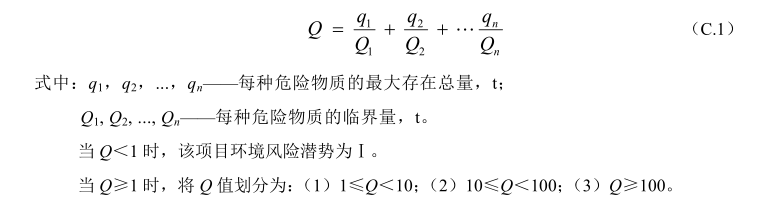 Q = q1/Q1 + q2/Q2 + ··· qn/Qn （C.1）
式中：q1，q2，...，qn——每种危险物质的最大存在总量，t；
Q1, Q2, ..., Qn——每种危险物质的临界量，t。
当 Q＜1 时，该项目环境风险潜势为Ⅰ。
当 Q≥1 时，将 Q 值划分为：（1）1≤Q<10；（2）10≤Q<100；（3）Q≥100。